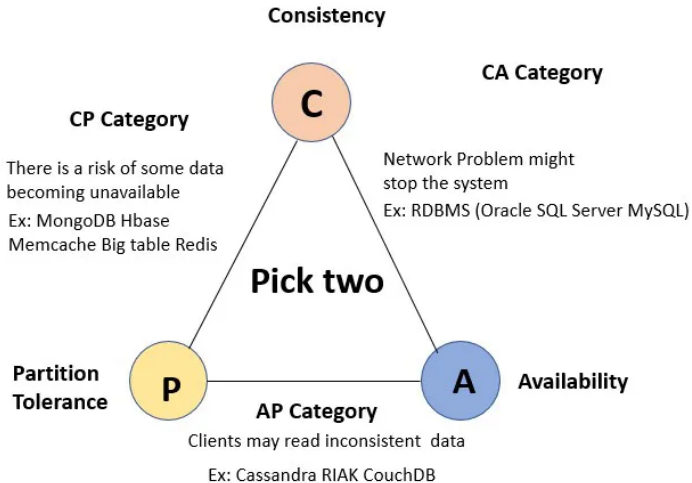 Consistency
CA Category
C
CP Category
There is a risk of some data
becoming unavailable
Ex: MongoDB Hbase
Memcache Big table Redis
Network Problem might
stop the system
Ex: RDBMS (Oracle SQL Server MySQL)
Pick two
Partition
Tolerance
P
A
Availability
AP Category
Clients may read inconsistent data
Ex: Cassandra RIAK CouchDB